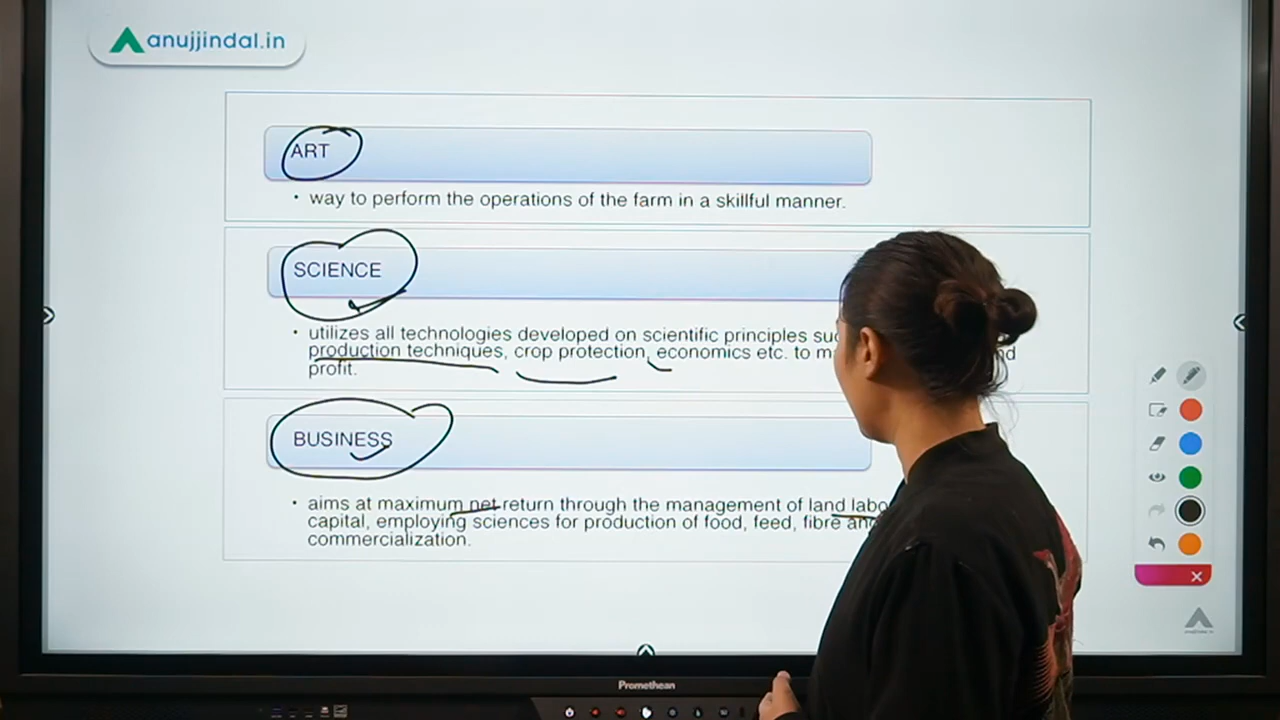 anujjindal.in
ART
• way to perform the operations of the farm in a skillful manner.
SCIENCE
• utilizes all technologies developed on scientific principles
production techniques, crop protection, economics etc. to
profit.
BUSINESS
• aims at maximum net return through the management of land
capital, employing sciences for production of food, feed, fibre
commercialization.
Promethean